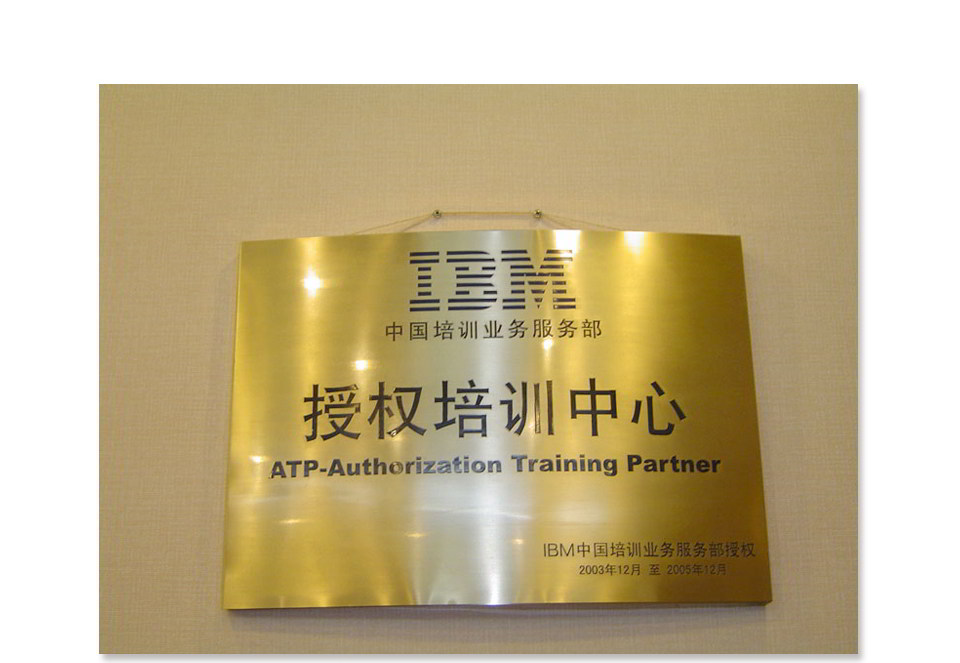 IBM
中国培训业务服务部
授权培训中心
ATP-Authorization Training Partner
IBM中国培训业务服务部授权
2003年12月 至 2005年12月